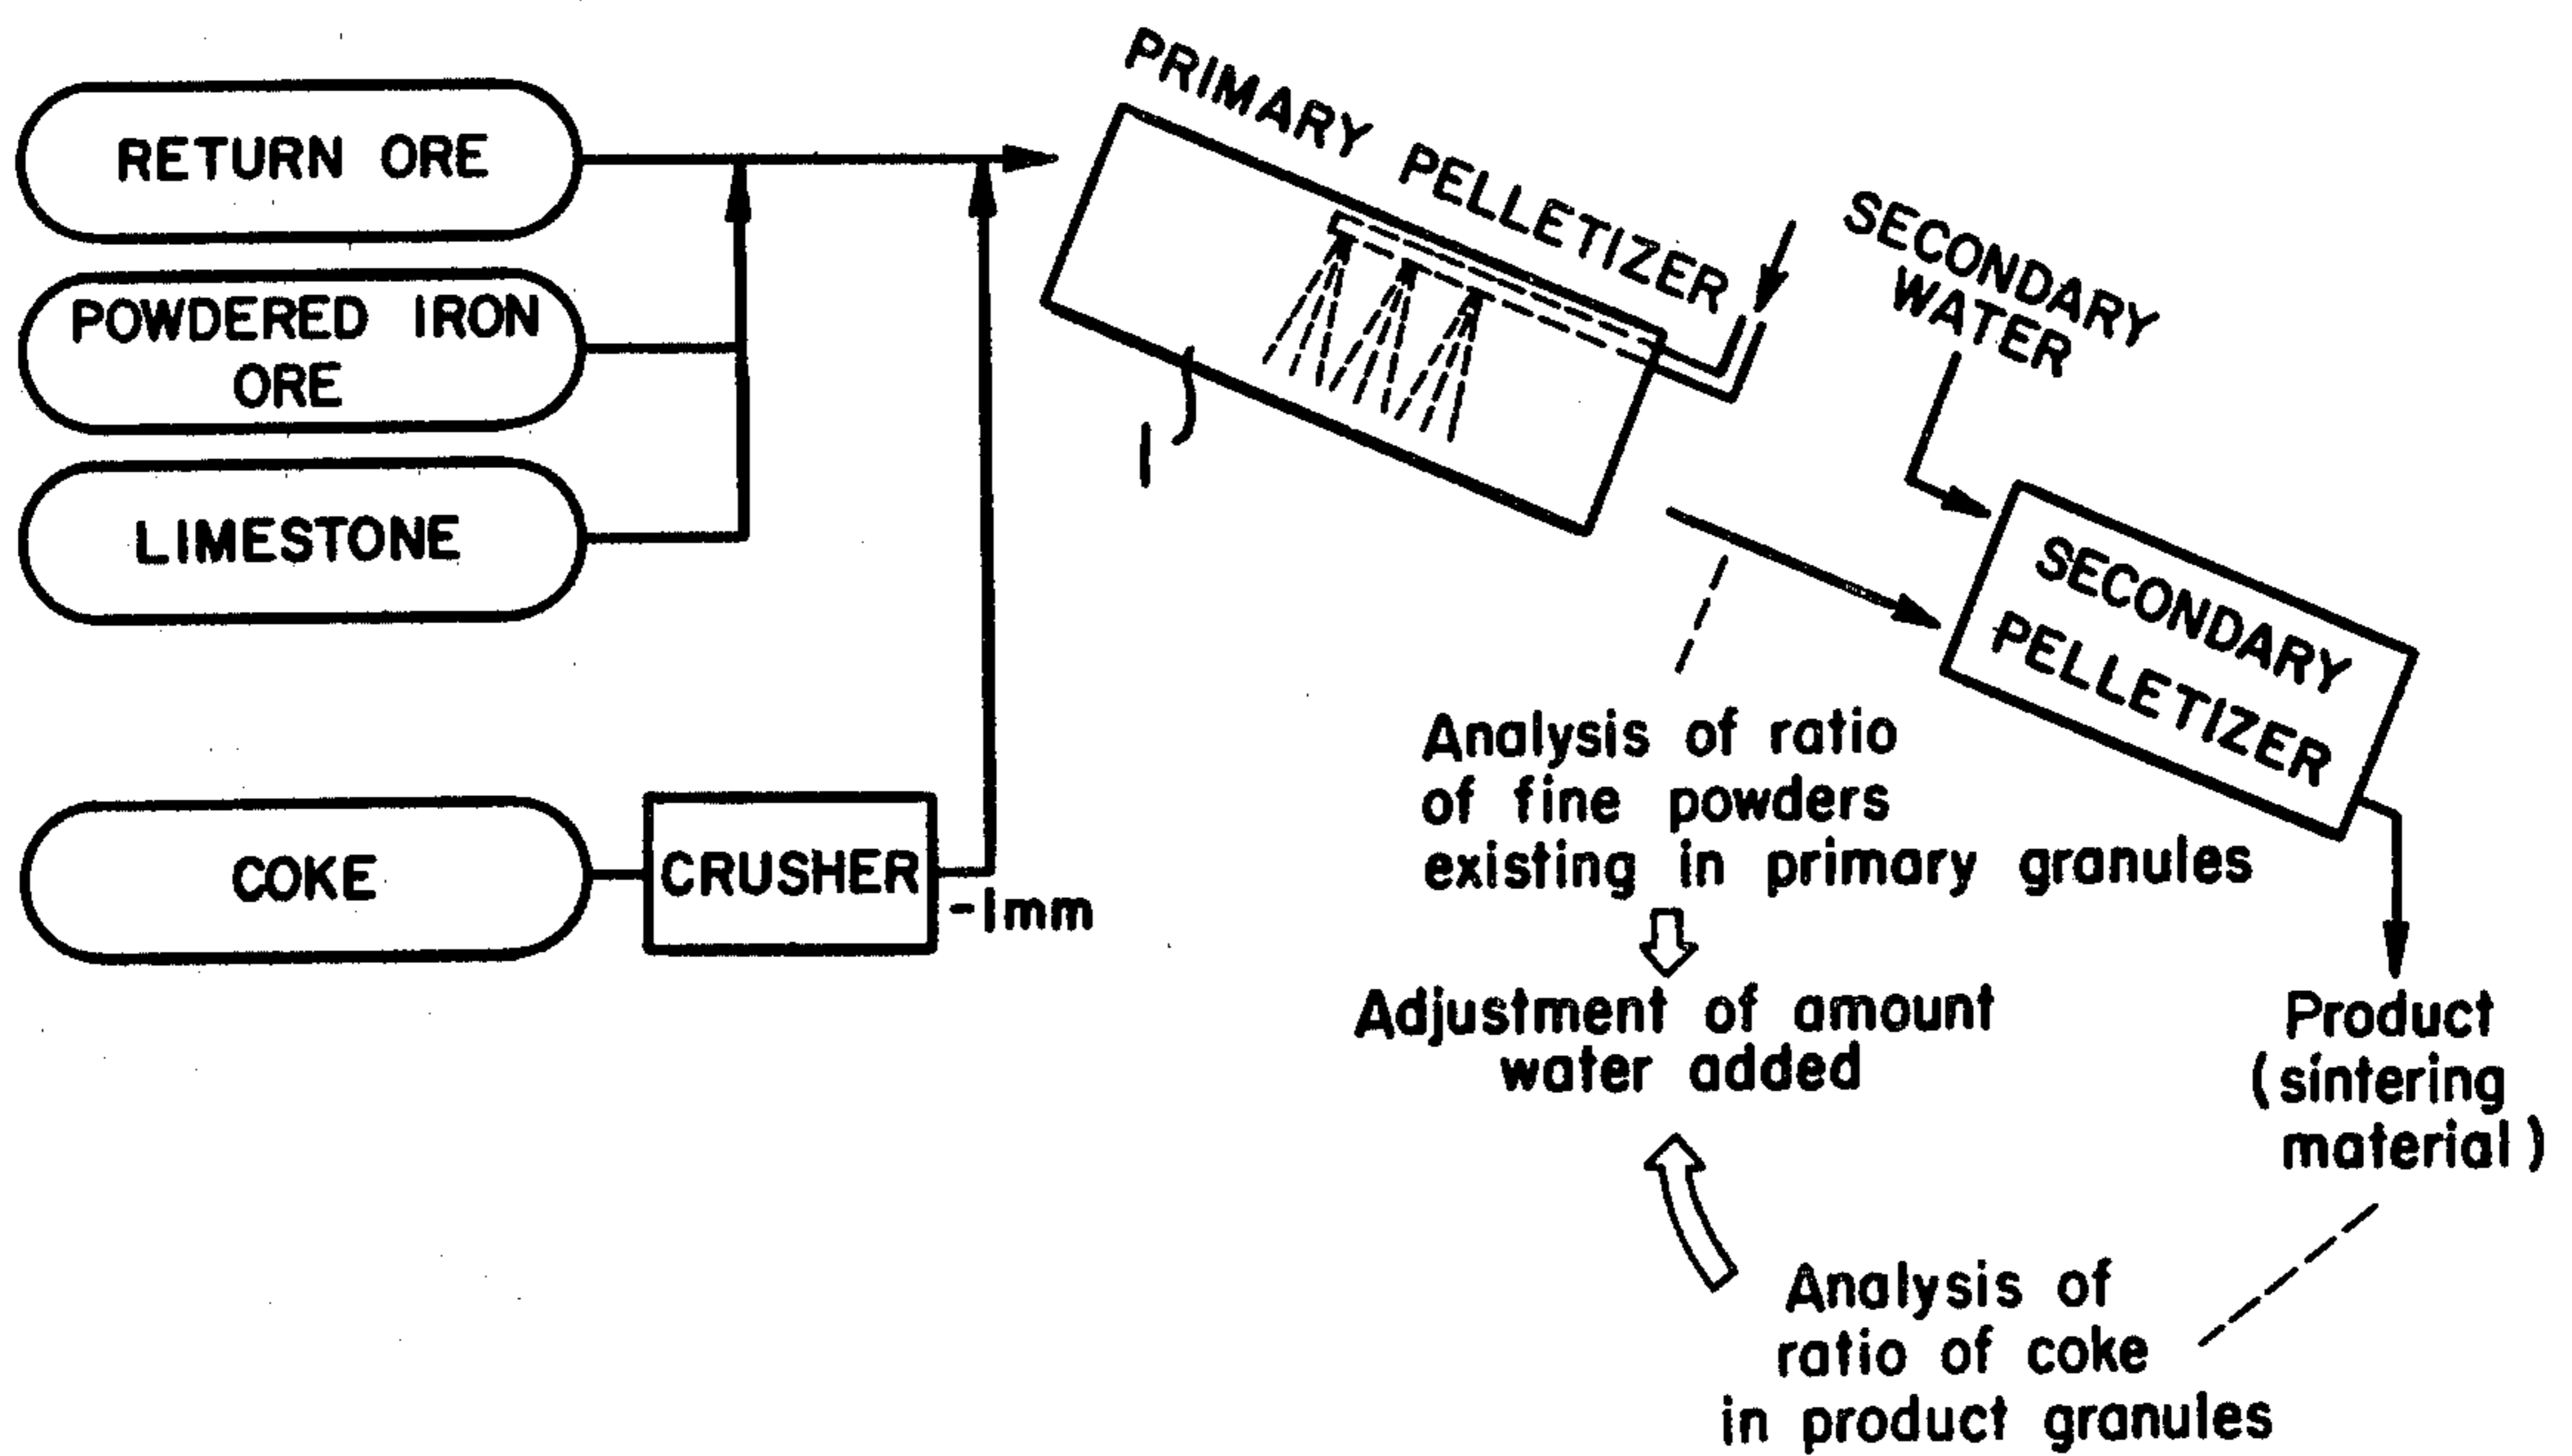 RETURN ORE
POWDERED IRON
ORE
LIMESTONE
COKE
CRUSHER
-1mm
PRIMARY PELLETIZER
1
SECONDARY
WATER
SECONDARY
PELLETIZER
Analysis of ratio
of fine powders
existing in primary granules
Adjustment of amount
water added
Product
(sintering
material)
Analysis of
ratio of coke
in product granules